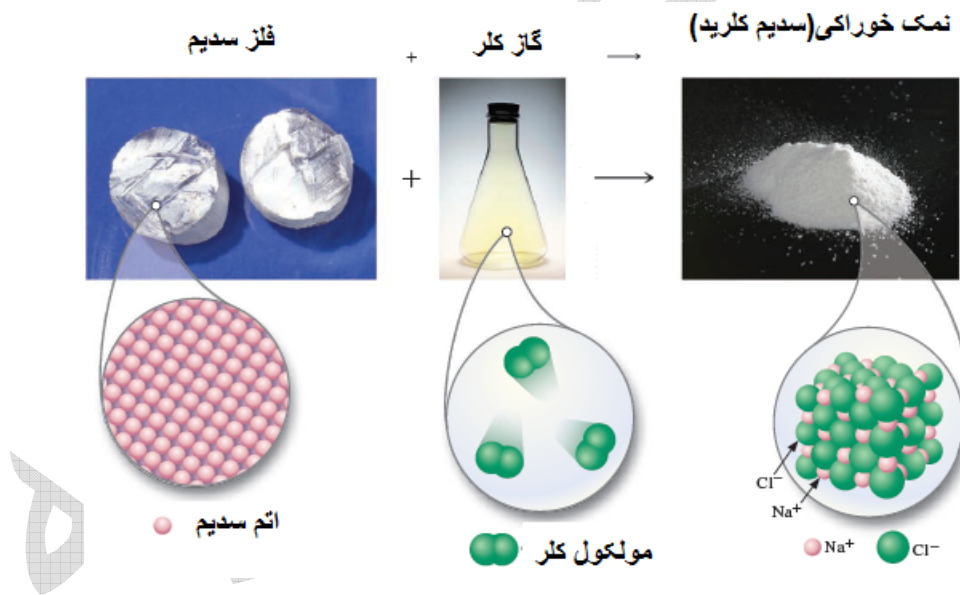 فلز سدیم + گاز کلر → نمک خوراکی(سدیم کلرید)
+ →
Cl⁻
Na⁺
اتم سدیم
مولکول کلر
Na⁺ Cl⁻